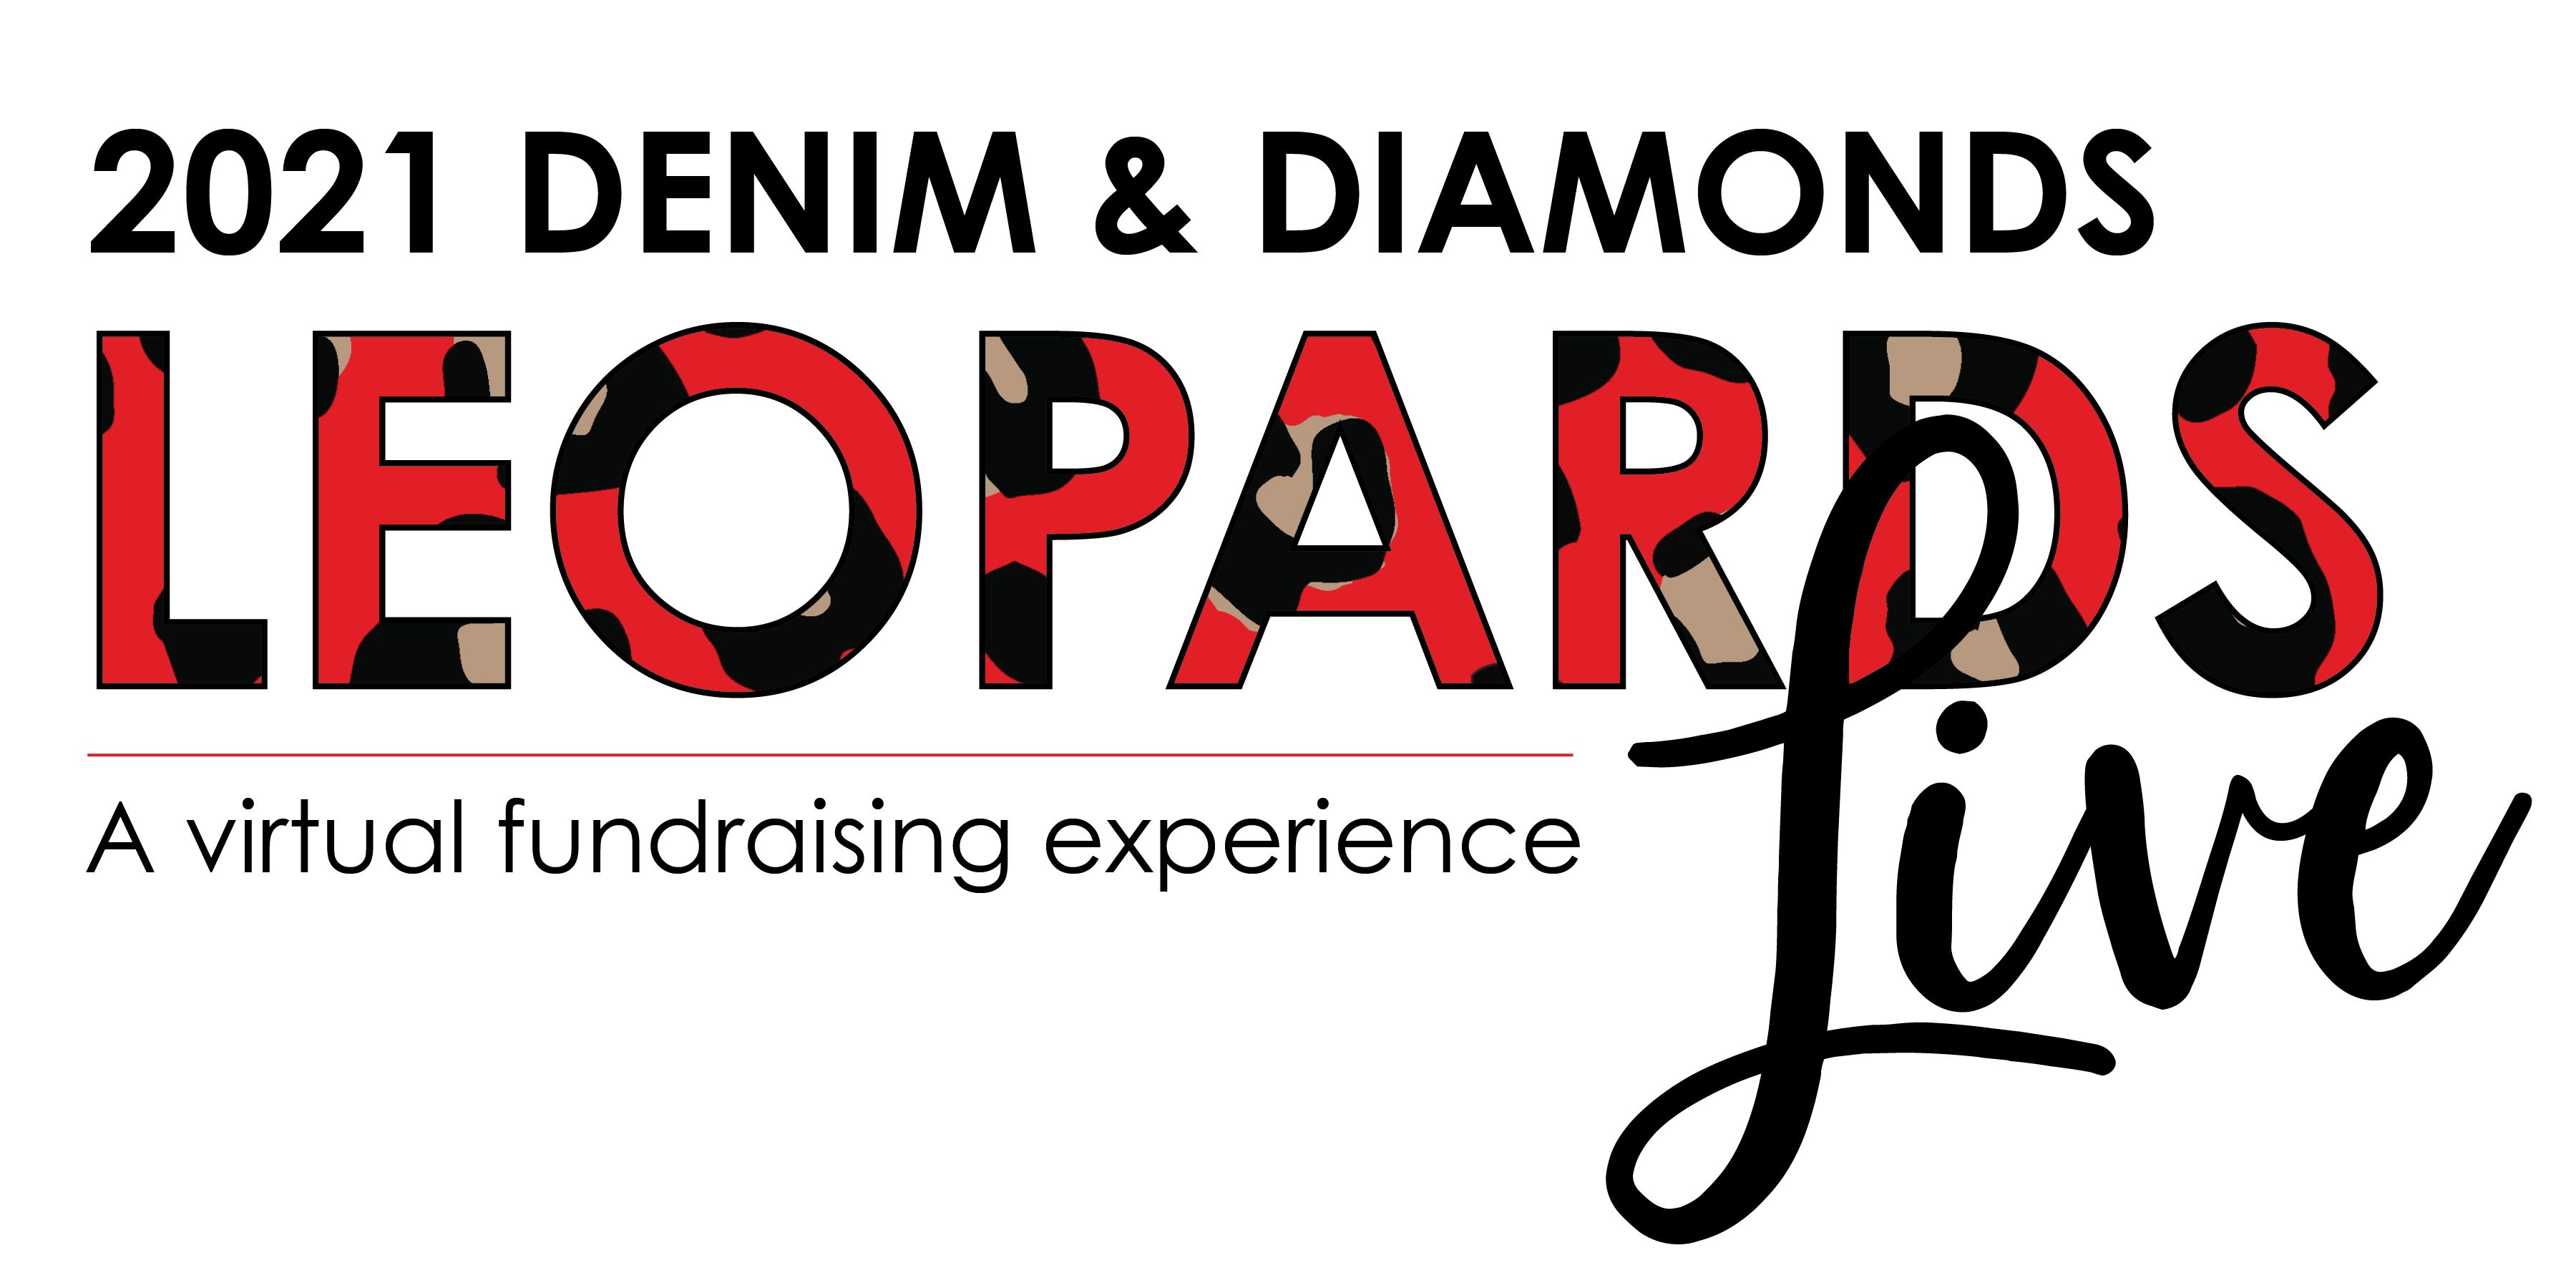 2021 DENIM & DIAMONDS
LEOPARDS
Live
A virtual fundraising experience